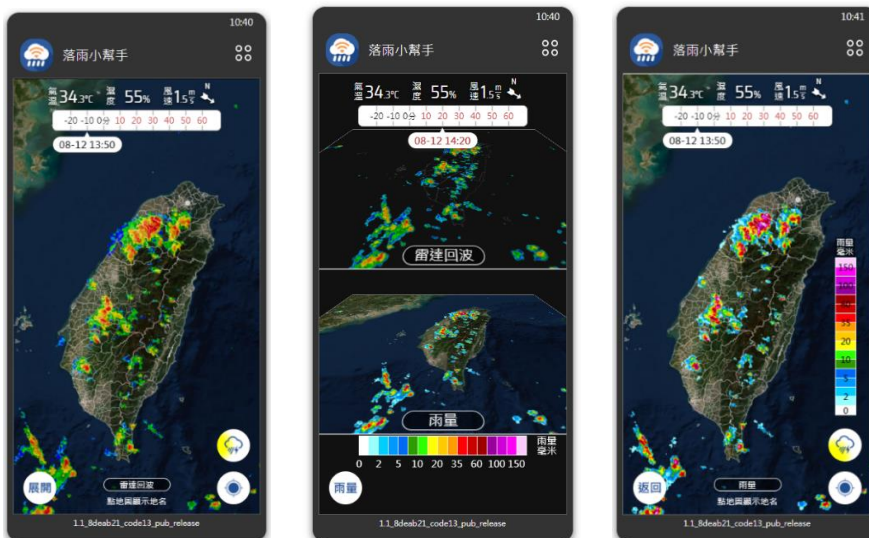 10:40
落雨小幫手
氣溫 34.3℃ 濕度 55% 風速 1.5 m/s N
-20 -10 0分 10 20 30 40 50 60
08-12 13:50
展開
雷達回波
點地圖顯示地名
1.1_8deab21_code13_pub_release
10:40
落雨小幫手
氣溫 34.3℃ 濕度 55% 風速 1.5 m/s N
-20 -10 0分 10 20 30 40 50 60
08-12 14:20
雷達回波
雨量
0 2 5 10 20 35 60 100 150
雨量
毫米
雨量
1.1_8deab21_code13_pub_release
10:41
落雨小幫手
氣溫 34.3℃ 濕度 55% 風速 1.5 m/s N
-20 -10 0分 10 20 30 40 50 60
08-12 13:50
雨量
毫米
150
100
35
20
10
5
2
0
返回
雨量
點地圖顯示地名
1.1_8deab21_code13_pub_release